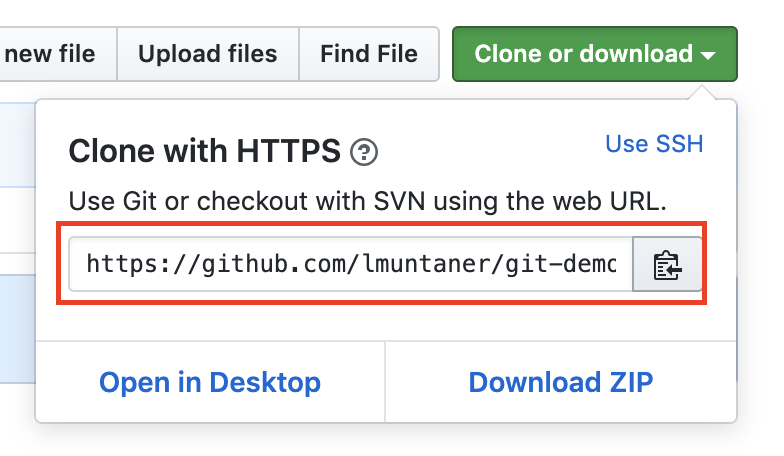 new file
Upload files
Find File
Clone or download
Clone with HTTPS ?
Use SSH
Use Git or checkout with SVN using the web URL.
https://github.com/lmuntaner/git-demo
Open in Desktop
Download ZIP